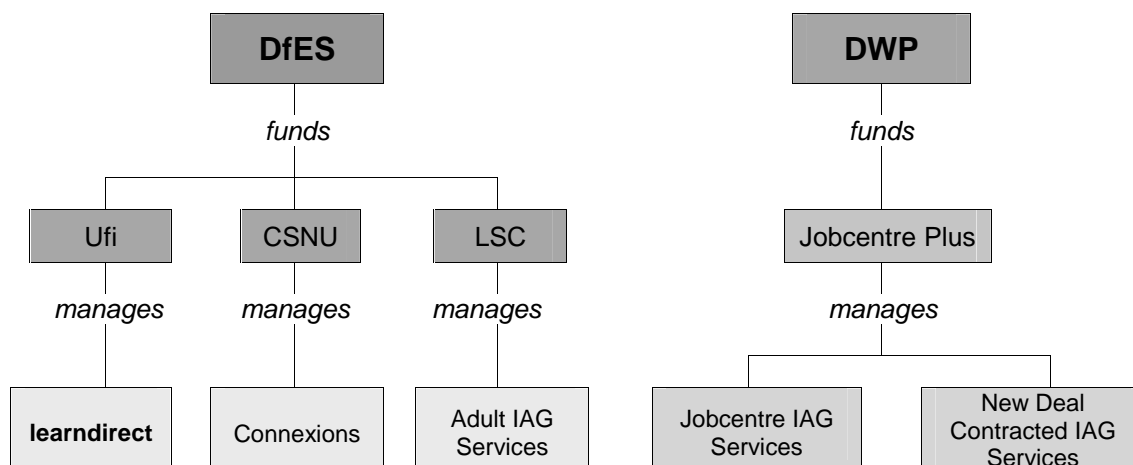 DfES
DWP
funds
funds
Ufi
CSNU
LSC
Jobcentre Plus
manages
manages
manages
manages
learndirect
Connexions
Adult IAG
Services
Jobcentre IAG
Services
New Deal
Contracted IAG
Services